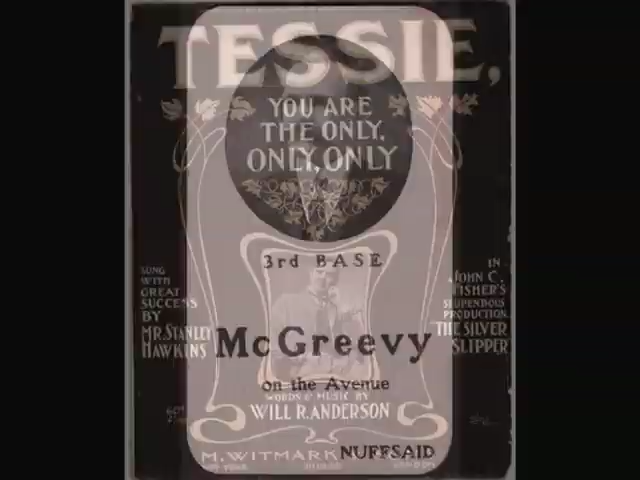 TESSIE,
YOU ARE
THE ONLY,
ONLY, ONLY
3rd BASE
SUNG
WITH
GREAT
SUCCESS
BY
MR. STANLEY
HAWKINS
IN
JOHN C.
FISHER'S
STUPENDOUS
PRODUCTION
THE SILVER
SLIPPER
McGreevy
on the Avenue
WORDS & MUSIC BY
WILL R. ANDERSON
M. WITMARK
NUFFSAID